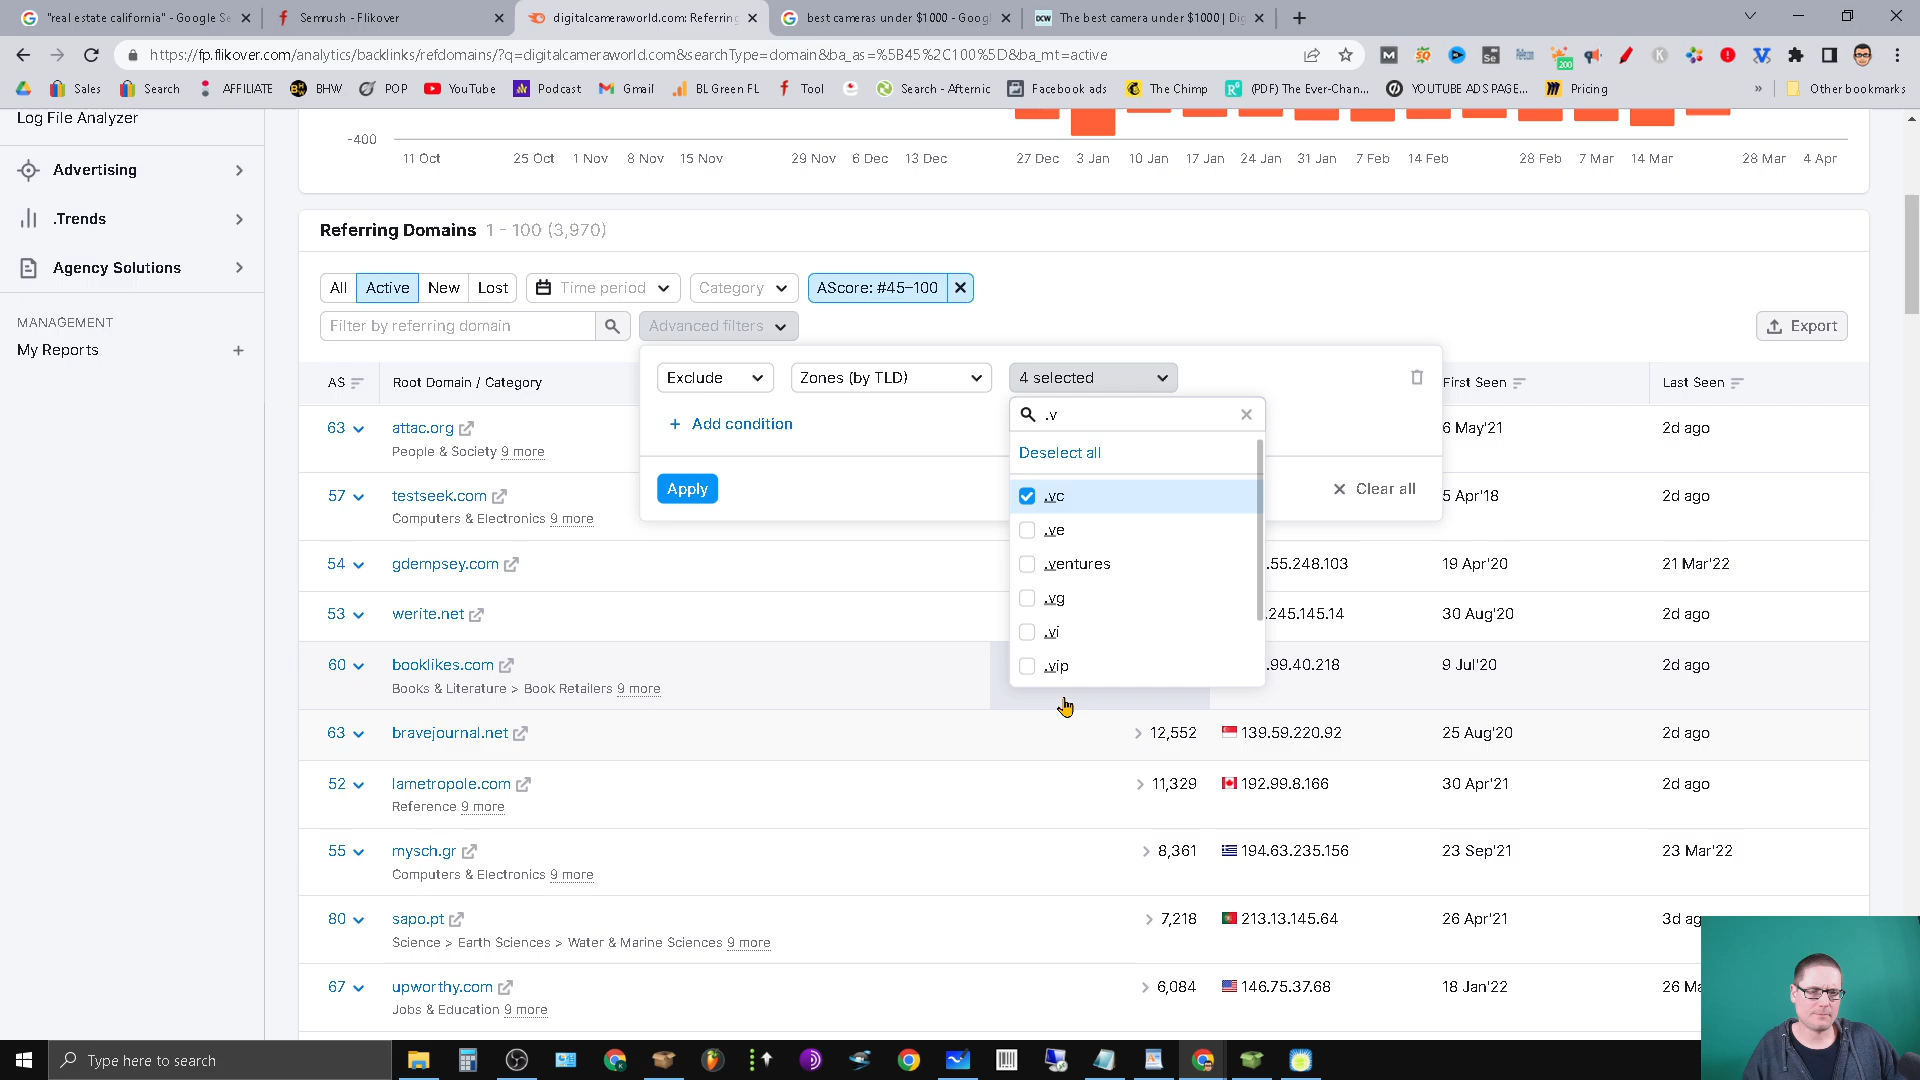 "real estate california" - Google Se
Semrush - Flikover
digitalcameraworld.com: Referrin
best cameras under $1000 - Googl
The best camera under $1000 | Dig
https://fp.flikover.com/analytics/backlinks/refdomains/?q=digitalcameraworld.com&searchType=domain&ba_as=%5B45%2C100%5D&ba_mt=active
Sales
Search
AFFILIATE
BHW
POP
YouTube
Podcast
Gmail
BL Green FL
Tool
Search - Afternic
Facebook ads
The Chimp
(PDF) The Ever-Chan...
YOUTUBE ADS PAGE...
Pricing
»
Other bookmarks
Log File Analyzer
Advertising
.Trends
Agency Solutions
MANAGEMENT
My Reports +
-400
11 Oct 25 Oct 1 Nov 8 Nov 15 Nov 29 Nov 6 Dec 13 Dec 27 Dec 3 Jan 10 Jan 17 Jan 24 Jan 31 Jan 7 Feb 14 Feb 28 Feb 7 Mar 14 Mar 28 Mar 4 Apr
Referring Domains 1 - 100 (3,970)
All Active New Lost Time period Category AScore: #45–100
Filter by referring domain Advanced filters Export
AS Root Domain / Category First Seen Last Seen
Exclude Zones (by TLD) 4 selected
+ Add condition
Apply
Clear all
.v
Deselect all
.vc
.ve
.ventures
.vg
.vi
.vip
63 attac.org 6 May'21 2d ago
People & Society 9 more
57 testseek.com 5 Apr'18 2d ago
Computers & Electronics 9 more
54 gdempsey.com .55.248.103 19 Apr'20 21 Mar'22
53 werite.net .245.145.14 30 Aug'20 2d ago
60 booklikes.com .99.40.218 9 Jul'20 2d ago
Books & Literature > Book Retailers 9 more
63 bravejournal.net > 12,552 139.59.220.92 25 Aug'20 2d ago
52 lametropole.com > 11,329 192.99.8.166 30 Apr'21 2d ago
Reference 9 more
55 mysch.gr > 8,361 194.63.235.156 23 Sep'21 23 Mar'22
Computers & Electronics 9 more
80 sapo.pt > 7,218 213.13.145.64 26 Apr'21 3d ag
Science > Earth Sciences > Water & Marine Sciences 9 more
67 upworthy.com > 6,084 146.75.37.68 18 Jan'22 26 Ma
Jobs & Education 9 more
Type here to search